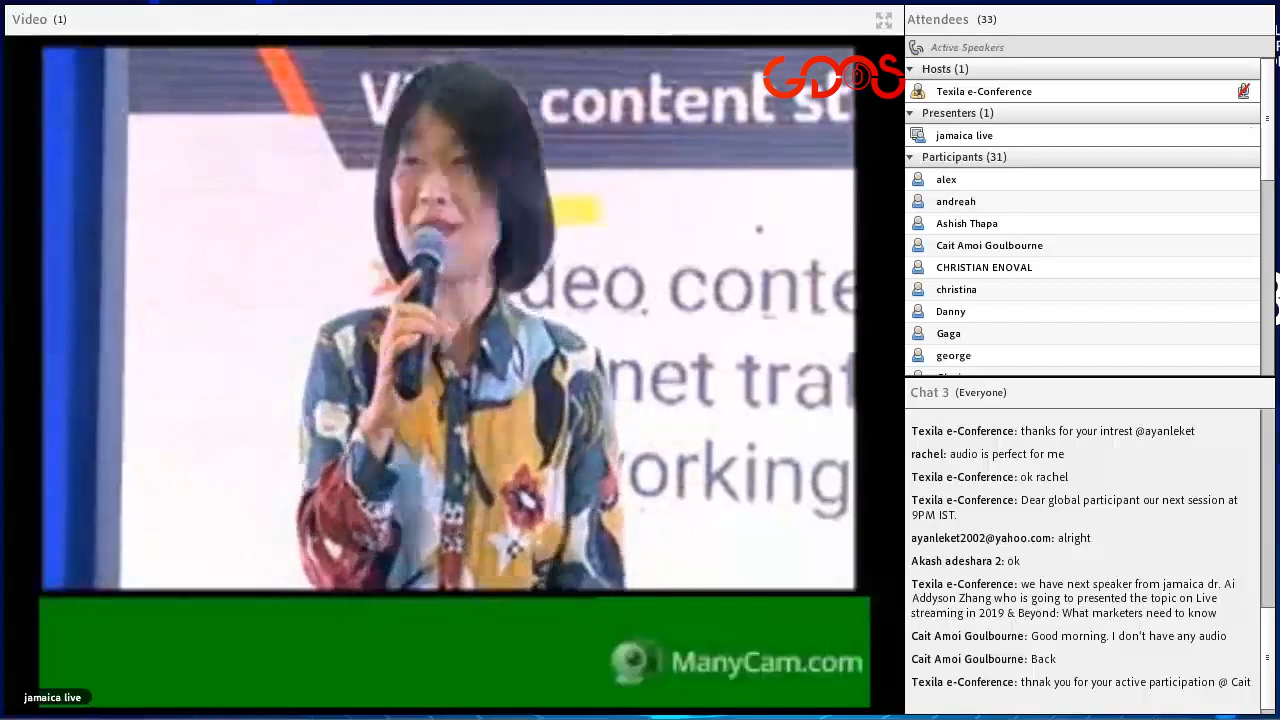 Video (1)
content st
deo conte
net traf
orking
ManyCam.com
jamaica live
Attendees (33)
Active Speakers
Hosts (1)
Texila e-Conference
Presenters (1)
jamaica live
Participants (31)
alex
andreah
Ashish Thapa
Cait Amoi Goulbourne
CHRISTIAN ENOVAL
christina
Danny
Gaga
george
Chat 3 (Everyone)
Texila e-Conference: thanks for your intrest @ayanleket
rachel: audio is perfect for me
Texila e-Conference: ok rachel
Texila e-Conference: Dear global participant our next session at
9PM IST.
ayanleket2002@yahoo.com: alright
Akash adeshara 2: ok
Texila e-Conference: we have next speaker from jamaica dr. Ai
Addyson Zhang who is going to presented the topic on Live
streaming in 2019 & Beyond: What marketers need to know
Cait Amoi Goulbourne: Good morning. I don't have any audio
Cait Amoi Goulbourne: Back
Texila e-Conference: thnak you for your active participation @ Cait